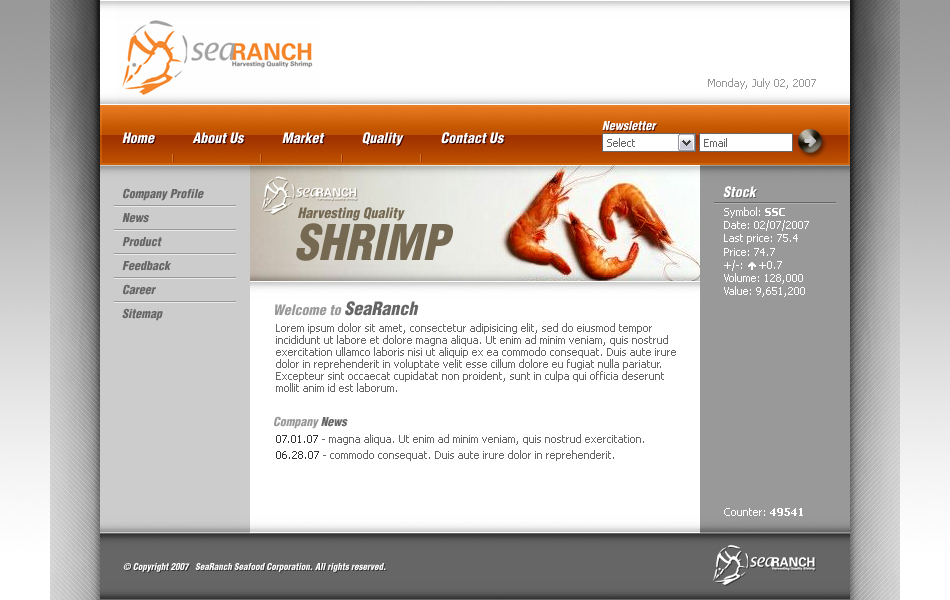 seaRANCH
Harvesting Quality Shrimp
Monday, July 02, 2007
Home About Us Market Quality Contact Us
Newsletter
Select Email
Company Profile
News
Product
Feedback
Career
Sitemap
seaRANCH
Harvesting Quality
SHRIMP
Welcome to SeaRanch
Lorem ipsum dolor sit amet, consectetur adipisicing elit, sed do eiusmod tempor
incididunt ut labore et dolore magna aliqua. Ut enim ad minim veniam, quis nostrud
exercitation ullamco laboris nisi ut aliquip ex ea commodo consequat. Duis aute irure
dolor in reprehenderit in voluptate velit esse cillum dolore eu fugiat nulla pariatur.
Excepteur sint occaecat cupidatat non proident, sunt in culpa qui officia deserunt
mollit anim id est laborum.
Company News
07.01.07 - magna aliqua. Ut enim ad minim veniam, quis nostrud exercitation.
06.28.07 - commodo consequat. Duis aute irure dolor in reprehenderit.
Stock
Symbol: SSC
Date: 02/07/2007
Last price: 75.4
Price: 74.7
+/-: +0.7
Volume: 128,000
Value: 9,651,200
Counter: 49541
© Copyright 2007 SeaRanch Seafood Corporation. All rights reserved.
seaRANCH
Harvesting Quality Shrimp